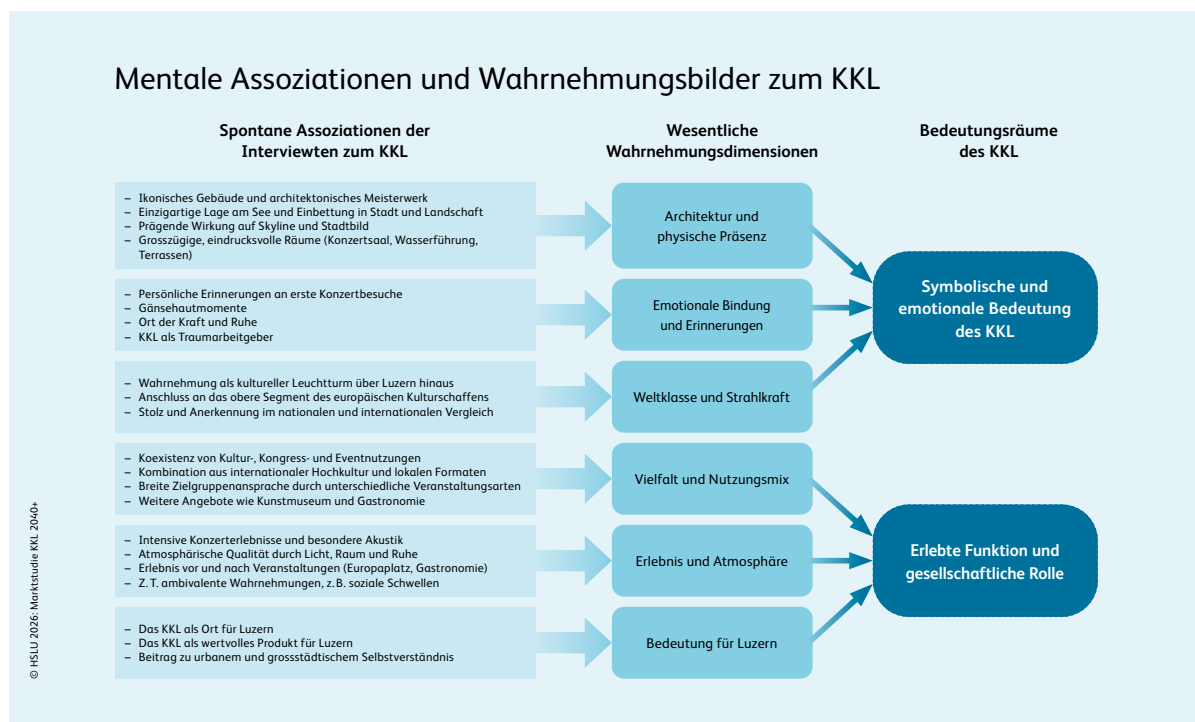 Mentale Assoziationen und Wahrnehmungsbilder zum KKL
Spontane Assoziationen der
Interviewten zum KKL
Wesentliche
Wahrnehmungsdimensionen
Bedeutungsräume
des KKL
– Ikonisches Gebäude und architektonisches Meisterwerk
– Einzigartige Lage am See und Einbettung in Stadt und Landschaft
– Prägende Wirkung auf Skyline und Stadtbild
– Grosszügige, eindrucksvolle Räume (Konzertsaal, Wasserführung,
Terrassen)
Architektur und
physische Präsenz
– Persönliche Erinnerungen an erste Konzertbesuche
– Gänsehautmomente
– Ort der Kraft und Ruhe
– KKL als Traumarbeitgeber
Emotionale Bindung
und Erinnerungen
– Wahrnehmung als kultureller Leuchtturm über Luzern hinaus
– Anschluss an das obere Segment des europäischen Kulturschaffens
– Stolz und Anerkennung im nationalen und internationalen Vergleich
Weltklasse und Strahlkraft
Symbolische und
emotionale Bedeutung
des KKL
– Koexistenz von Kultur-, Kongress- und Eventnutzungen
– Kombination aus internationaler Hochkultur und lokalen Formaten
– Breite Zielgruppenansprache durch unterschiedliche Veranstaltungsarten
– Weitere Angebote wie Kunstmuseum und Gastronomie
Vielfalt und Nutzungsmix
– Intensive Konzerterlebnisse und besondere Akustik
– Atmosphärische Qualität durch Licht, Raum und Ruhe
– Erlebnis vor und nach Veranstaltungen (Europaplatz, Gastronomie)
– Z. T. ambivalente Wahrnehmungen, z. B. soziale Schwellen
Erlebnis und Atmosphäre
– Das KKL als Ort für Luzern
– Das KKL als wertvolles Produkt für Luzern
– Beitrag zu urbanem und grossstädtischem Selbstverständnis
Bedeutung für Luzern
Erlebte Funktion und
gesellschaftliche Rolle
© HSLU 2026: Marktstudie KKL 2040+